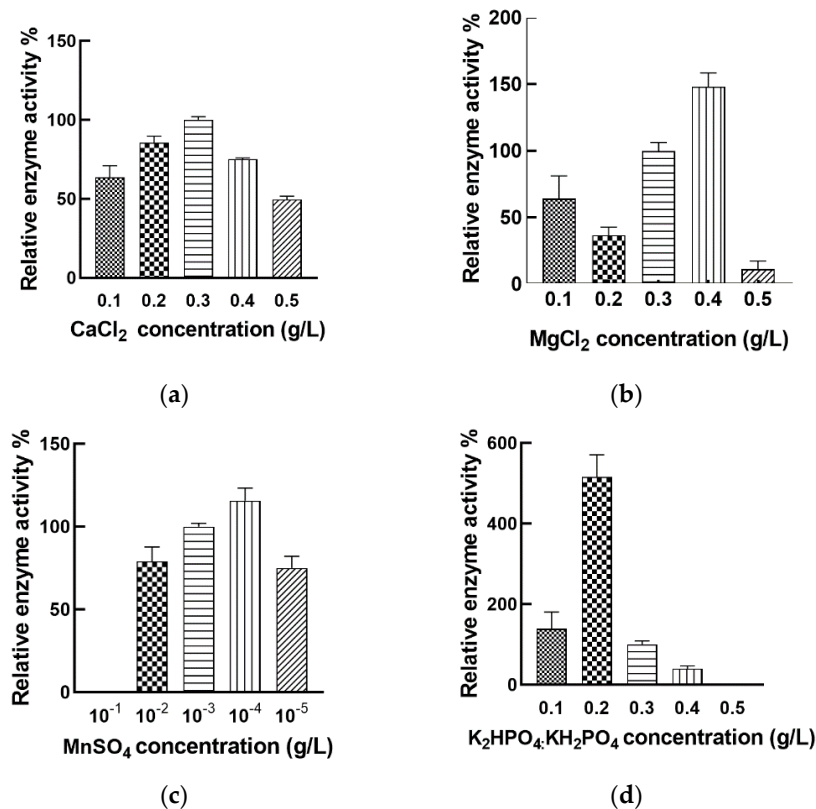 Relative enzyme activity %
150
100
50
0
0.1 0.2 0.3 0.4 0.5
CaCl₂ concentration (g/L)
(a)
Relative enzyme activity %
200
150
100
50
0
0.1 0.2 0.3 0.4 0.5
MgCl₂ concentration (g/L)
(b)
Relative enzyme activity %
150
100
50
0
10⁻¹ 10⁻² 10⁻³ 10⁻⁴ 10⁻⁵
MnSO₄ concentration (g/L)
(c)
Relative enzyme activity %
600
400
200
0
0.1 0.2 0.3 0.4 0.5
K₂HPO₄:KH₂PO₄ concentration (g/L)
(d)